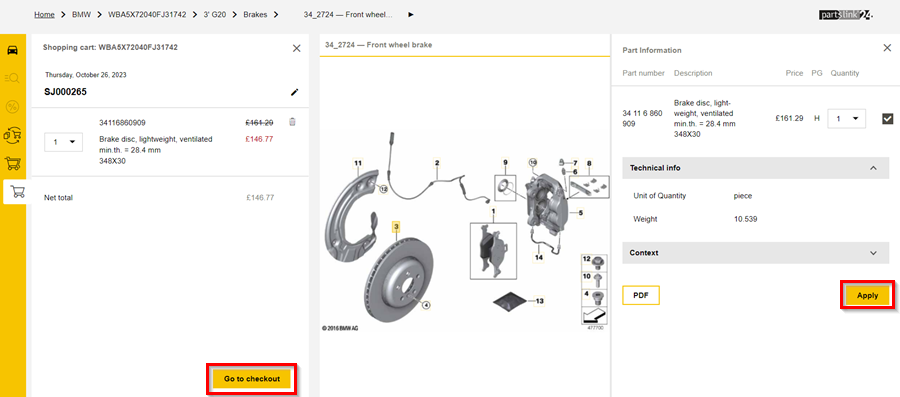 Home > BMW > WBA5X72040FJ31742 > 3' G20 > Brakes > 34_2724 — Front wheel…
partslink24
Shopping cart: WBA5X72040FJ31742
Thursday, October 26, 2023
SJ000265
34116860909 £161.29
1 Brake disc, lightweight, ventilated £146.77
min.th. = 28.4 mm
348X30
Net total £146.77
Go to checkout
34_2724 — Front wheel brake
11
2
9
10
7
6
8
12
3
1
5
14
12
10
4
4
13
© 2016 BMW AG
477700
Part Information
Part number Description Price PG Quantity
34 11 6 860 909
Brake disc, light-
weight, ventilated
min.th. = 28.4 mm
348X30
£161.29 H 1
Technical info
Unit of Quantity piece
Weight 10.539
Context
PDF
Apply